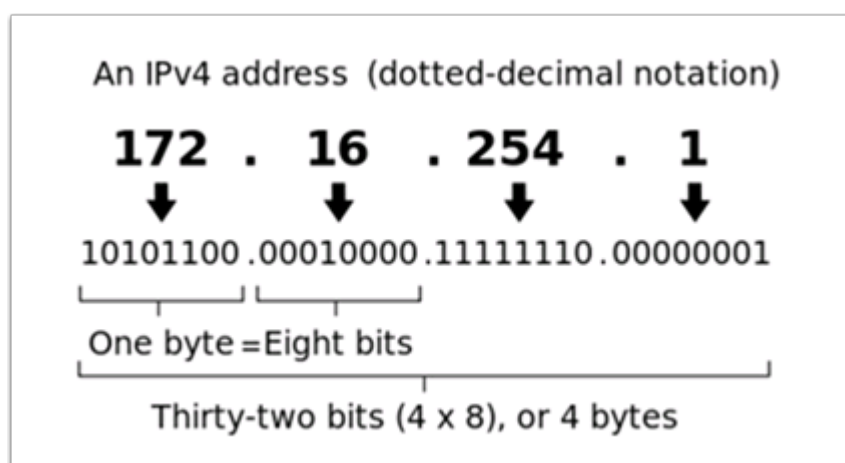 An IPv4 address (dotted-decimal notation)
172 . 16 . 254 . 1
10101100.00010000.11111110.00000001
One byte=Eight bits
Thirty-two bits (4 x 8), or 4 bytes